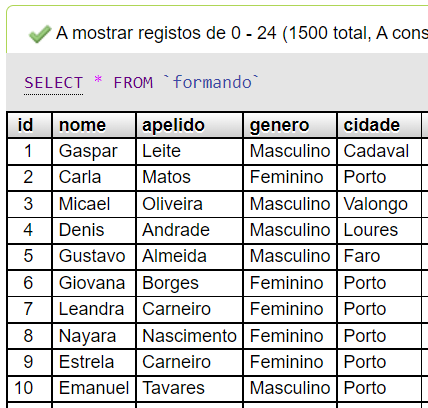 A mostrar registos de 0 - 24 (1500 total, A cons
SELECT * FROM `formando`
id nome apelido genero cidade
1 Gaspar Leite Masculino Cadaval
2 Carla Matos Feminino Porto
3 Micael Oliveira Masculino Valongo
4 Denis Andrade Masculino Loures
5 Gustavo Almeida Masculino Faro
6 Giovana Borges Feminino Porto
7 Leandra Carneiro Feminino Porto
8 Nayara Nascimento Feminino Porto
9 Estrela Carneiro Feminino Porto
10 Emanuel Tavares Masculino Porto